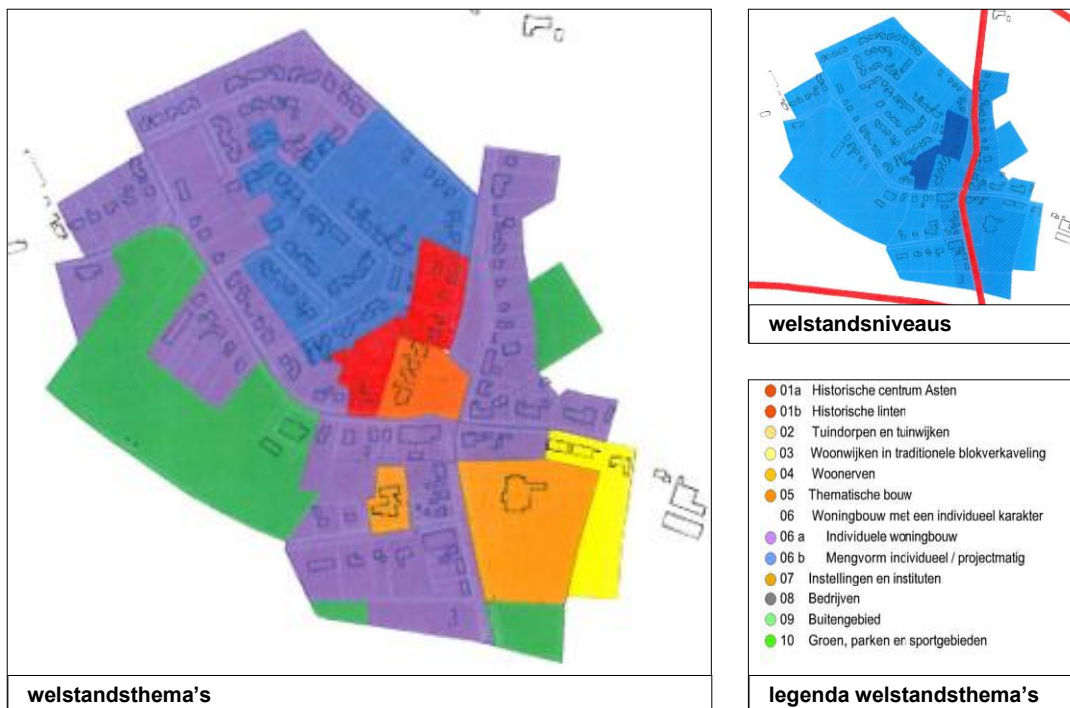 welstandsthema's
welstandsniveaus
01a Historische centrum Asten
01b Historische linten
02 Tuindorpen en tuinwijken
03 Woonwijken in traditionele blokverkaveling
04 Woonerven
05 Thematische bouw
06 Woningbouw met een individueel karakter
06 a Individuele woningbouw
06 b Mengvorm individueel / projectmatig
07 Instellingen en instituten
08 Bedrijven
09 Buitengebied
10 Groen, parken en sportgebieden
legenda welstandsthema's